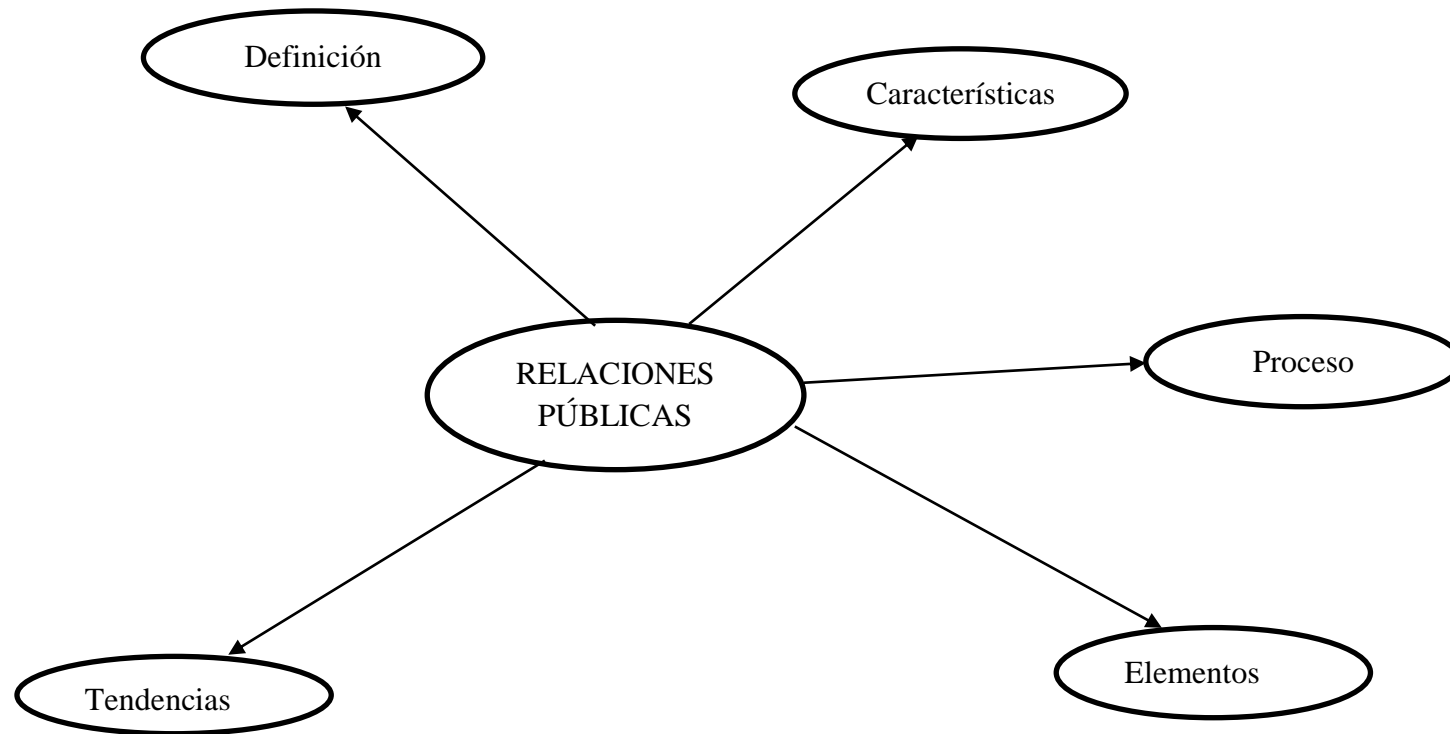 Definición
Características
RELACIONES
PÚBLICAS
Proceso
Elementos
Tendencias